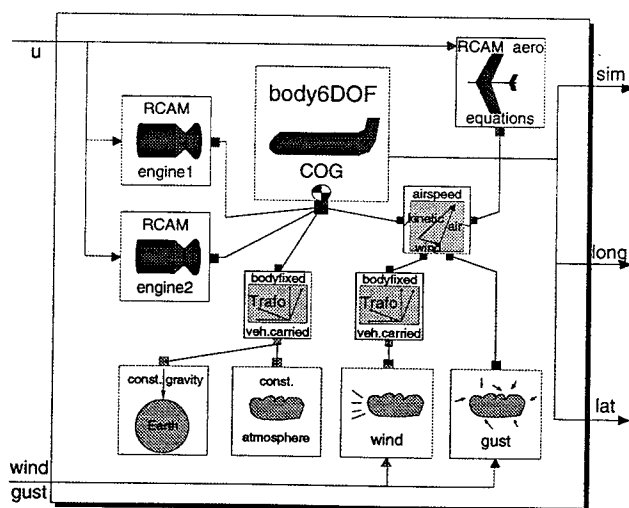 u
RCAM
engine1
RCAM
engine2
body6DOF
COG
RCAM aero
equations
sim
airspeed
kinetic
air
wind
long
bodyfixed
Trafo
veh.carried
bodyfixed
Trafo
veh.carried
const. gravity
Earth
const.
atmosphere
wind
gust
lat
wind
gust